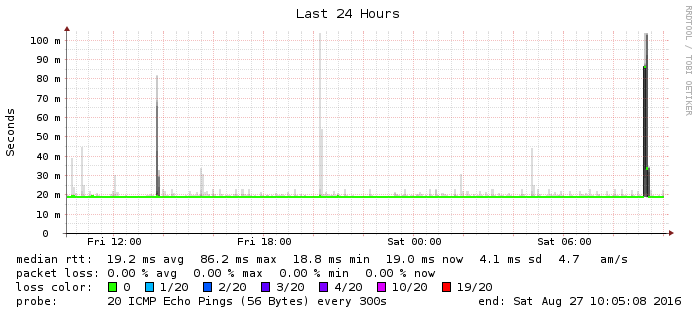 Last 24 Hours
RRDTOOL / TOBI OETIKER
Seconds
100 m
90 m
80 m
70 m
60 m
50 m
40 m
30 m
20 m
10 m
0
Fri 12:00 Fri 18:00 Sat 00:00 Sat 06:00
median rtt: 19.2 ms avg 86.2 ms max 18.8 ms min 19.0 ms now 4.1 ms sd 4.7 am/s
packet loss: 0.00 % avg 0.00 % max 0.00 % min 0.00 % now
loss color: 0 1/20 2/20 3/20 4/20 10/20 19/20
probe: 20 ICMP Echo Pings (56 Bytes) every 300s end: Sat Aug 27 10:05:08 2016